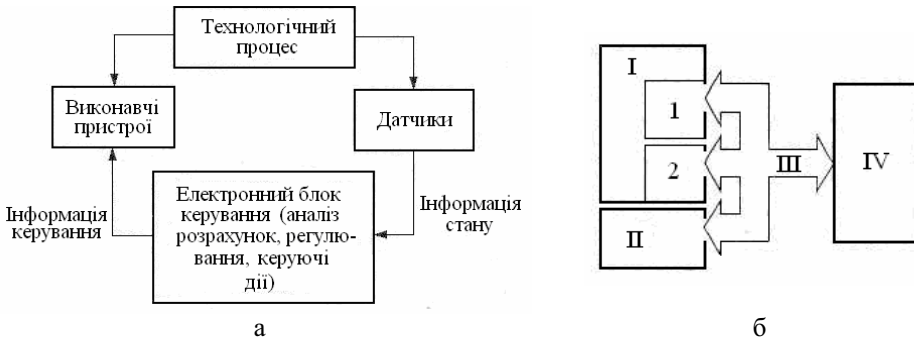 Технологічний
процес
Виконавчі
пристрої
Датчики
Інформація
керування
Електронний блок
керування (аналіз
розрахунок, регулю-
вання, керуючі
дії)
Інформація
стану
а
I
1
2
II
III
IV
б